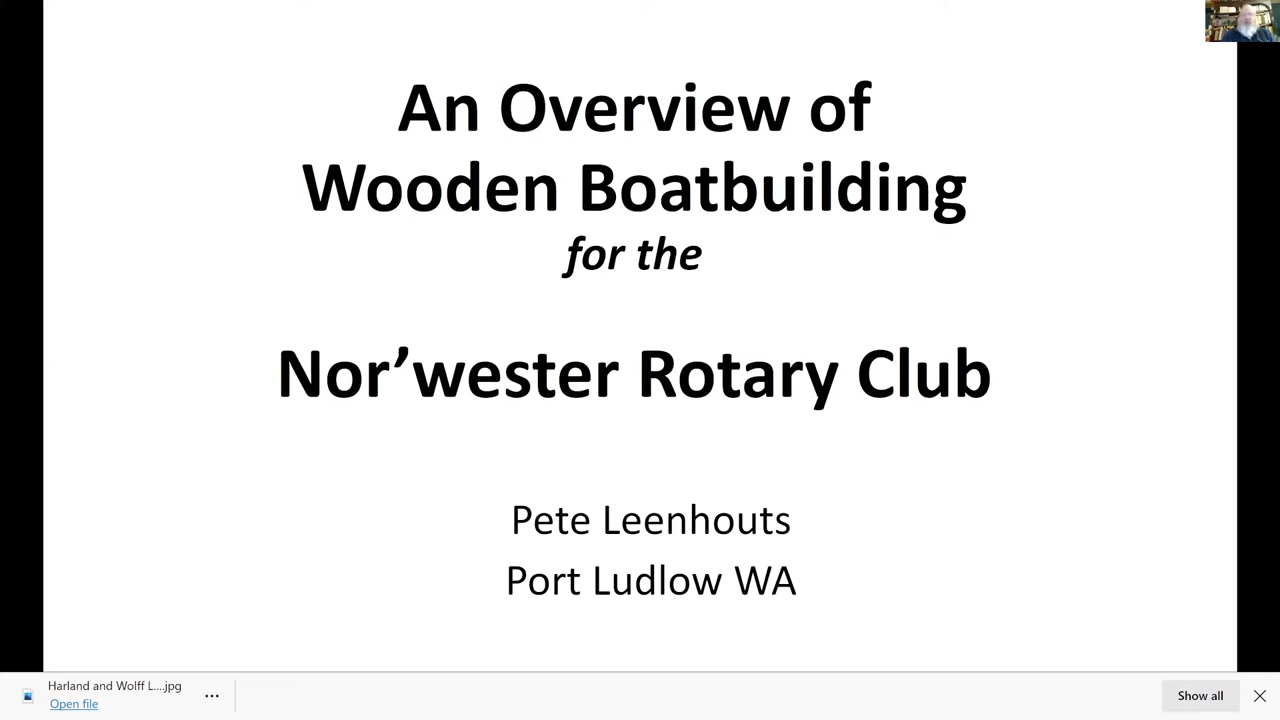 An Overview of
Wooden Boatbuilding
for the
Nor’wester Rotary Club
Pete Leenhouts
Port Ludlow WA
Harland and Wolff L....jpg
Open file
Show all